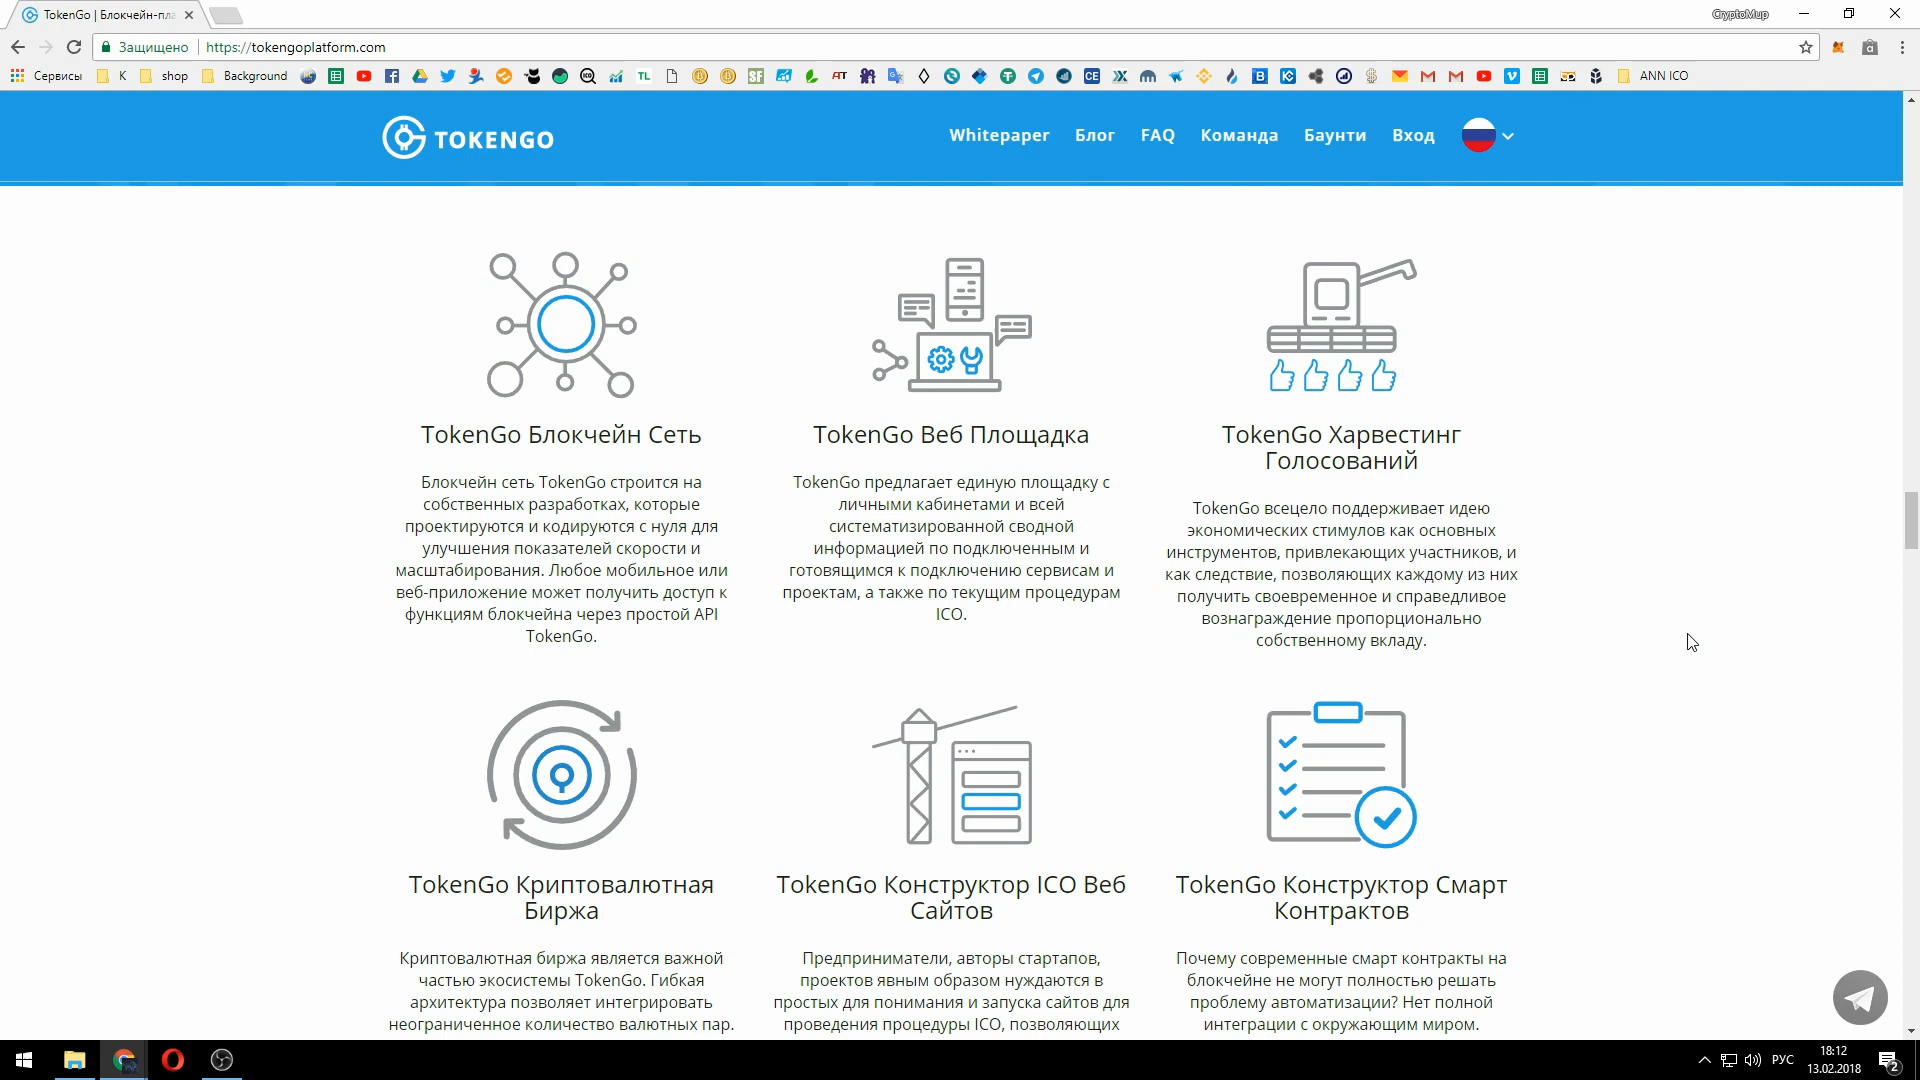 TokenGo | Блокчейн-пла
CryptoMup
Защищено https://tokengoplatform.com
Сервисы K shop Background ANN ICO
TOKENGO
Whitepaper Блог FAQ Команда Баунти Вход
TokenGo Блокчейн Сеть
Блокчейн сеть TokenGo строится на
собственных разработках, которые
проектируются и кодируются с нуля для
улучшения показателей скорости и
масштабирования. Любое мобильное или
веб-приложение может получить доступ к
функциям блокчейна через простой API
TokenGo.
TokenGo Веб Площадка
TokenGo предлагает единую площадку с
личными кабинетами и всей
систематизированной сводной
информацией по подключенным и
готовящимся к подключению сервисам и
проектам, а также по текущим процедурам
ICO.
TokenGo Харвестинг
Голосований
TokenGo всецело поддерживает идею
экономических стимулов как основных
инструментов, привлекающих участников, и
как следствие, позволяющих каждому из них
получить своевременное и справедливое
вознаграждение пропорционально
собственному вкладу.
TokenGo Криптовалютная
Биржа
Криптовалютная биржа является важной
частью экосистемы TokenGo. Гибкая
архитектура позволяет интегрировать
неограниченное количество валютных пар.
TokenGo Конструктор ICO Веб
Сайтов
Предприниматели, авторы стартапов,
проектов явным образом нуждаются в
простых для понимания и запуска сайтов для
проведения процедуры ICO, позволяющих
TokenGo Конструктор Смарт
Контрактов
Почему современные смарт контракты на
блокчейне не могут полностью решать
проблему автоматизации? Нет полной
интеграции с окружающим миром.
РУС
18:12
13.02.2018
2